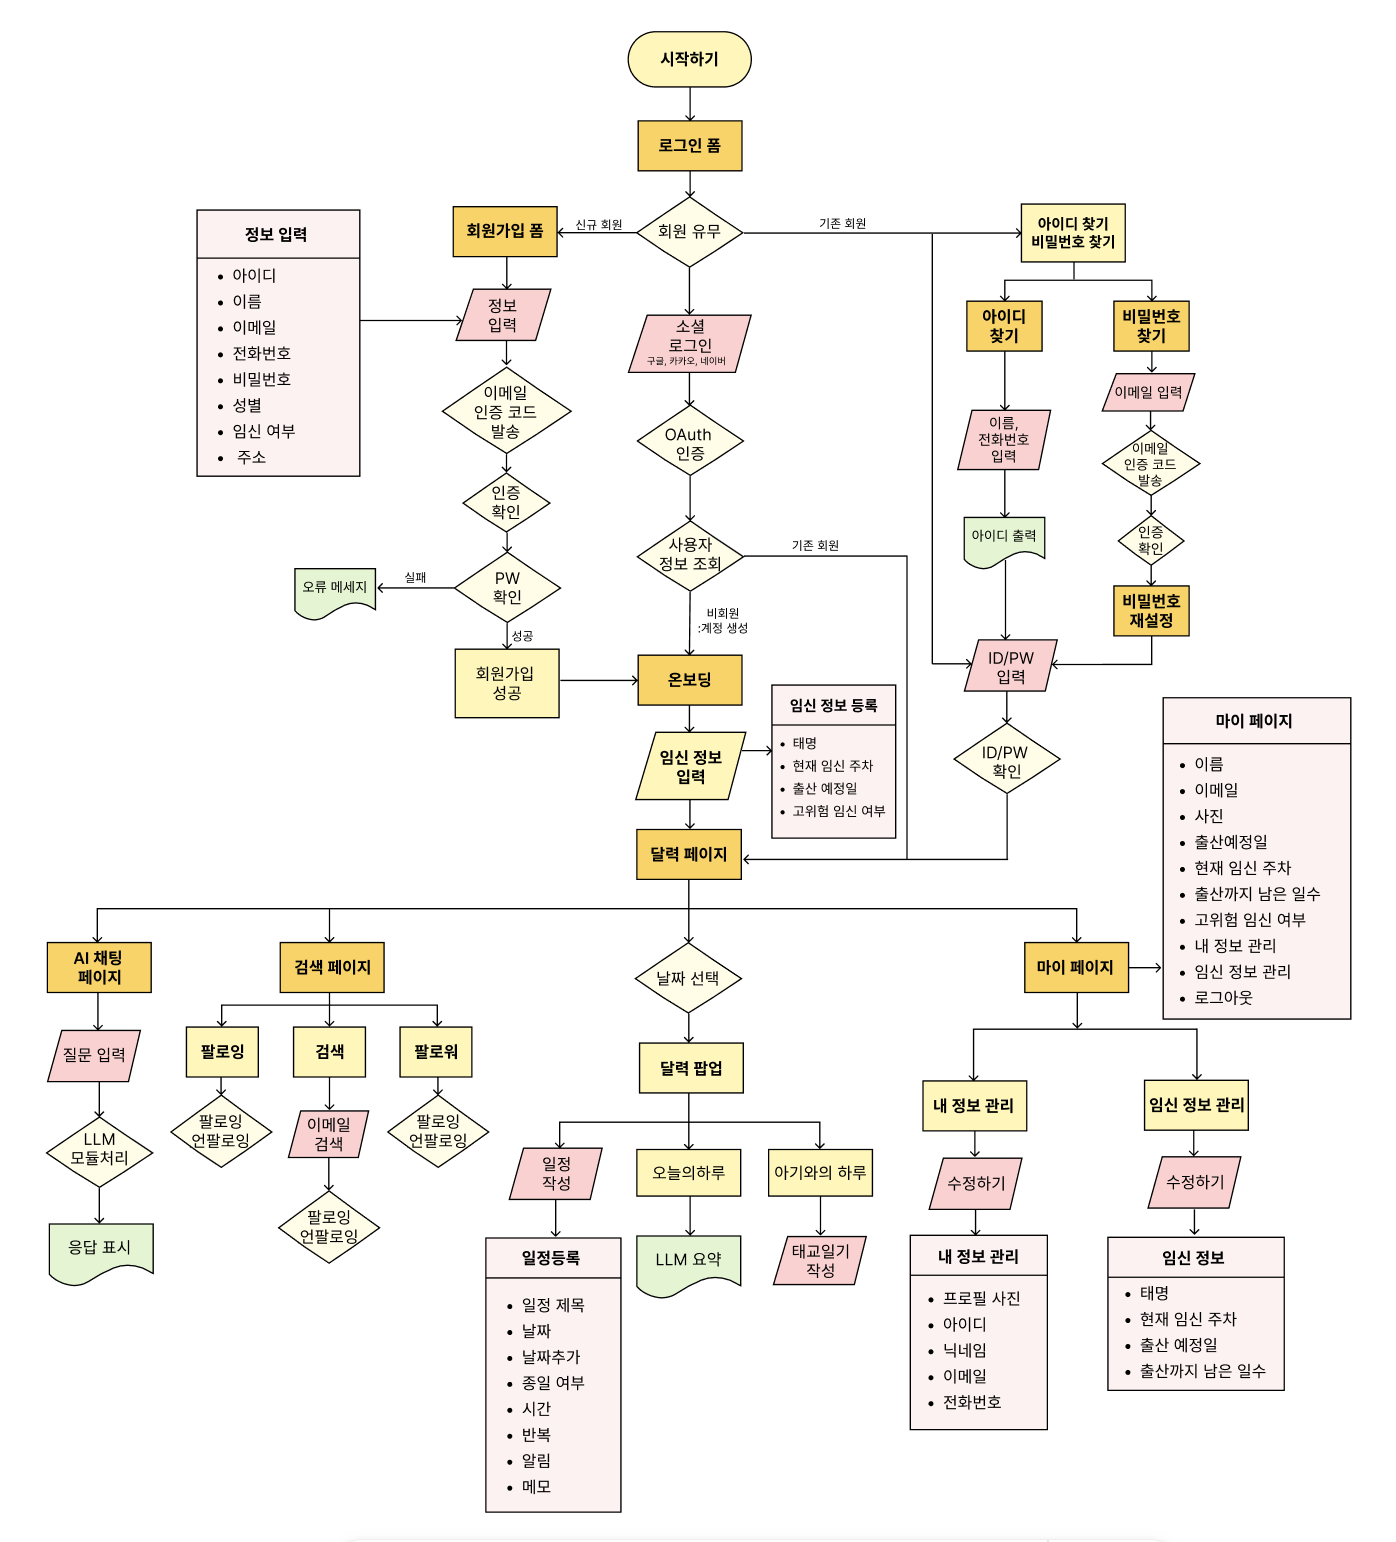 시작하기
로그인 폼
회원 유무
신규 회원
기존 회원
회원가입 폼
정보 입력
아이디
이름
이메일
전화번호
비밀번호
성별
임신 여부
주소
정보
입력
이메일
인증 코드
발송
인증
확인
PW
확인
실패
오류 메세지
성공
회원가입
성공
소셜
로그인
구글, 카카오, 네이버
OAuth
인증
사용자
정보 조회
기존 회원
비회원
:계정 생성
온보딩
임신 정보
입력
임신 정보 등록
태명
현재 임신 주차
출산 예정일
고위험 임신 여부
아이디 찾기
비밀번호 찾기
아이디
찾기
이름,
전화번호
입력
아이디 출력
비밀번호
찾기
이메일 입력
이메일
인증 코드
발송
인증
확인
비밀번호
재설정
ID/PW
입력
ID/PW
확인
달력 페이지
AI 채팅
페이지
질문 입력
LLM
모듈처리
응답 표시
검색 페이지
팔로잉
팔로잉
언팔로잉
검색
이메일
검색
팔로잉
언팔로잉
팔로워
팔로잉
언팔로잉
날짜 선택
달력 팝업
일정
작성
일정등록
일정 제목
날짜
날짜추가
종일 여부
시간
반복
알림
메모
오늘의하루
LLM 요약
아기와의 하루
태교일기
작성
마이 페이지
마이 페이지
이름
이메일
사진
출산예정일
현재 임신 주차
출산까지 남은 일수
고위험 임신 여부
내 정보 관리
임신 정보 관리
로그아웃
내 정보 관리
수정하기
내 정보 관리
프로필 사진
아이디
닉네임
이메일
전화번호
임신 정보 관리
수정하기
임신 정보
태명
현재 임신 주차
출산 예정일
출산까지 남은 일수